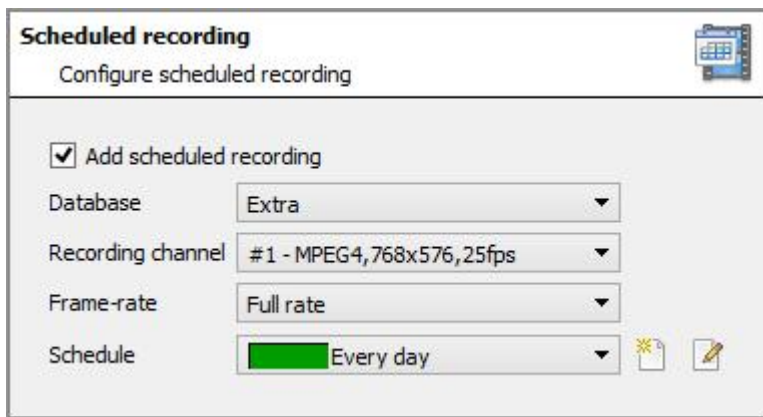 Scheduled recording
Configure scheduled recording
Add scheduled recording
Database Extra
Recording channel #1 - MPEG4,768x576,25fps
Frame-rate Full rate
Schedule Every day